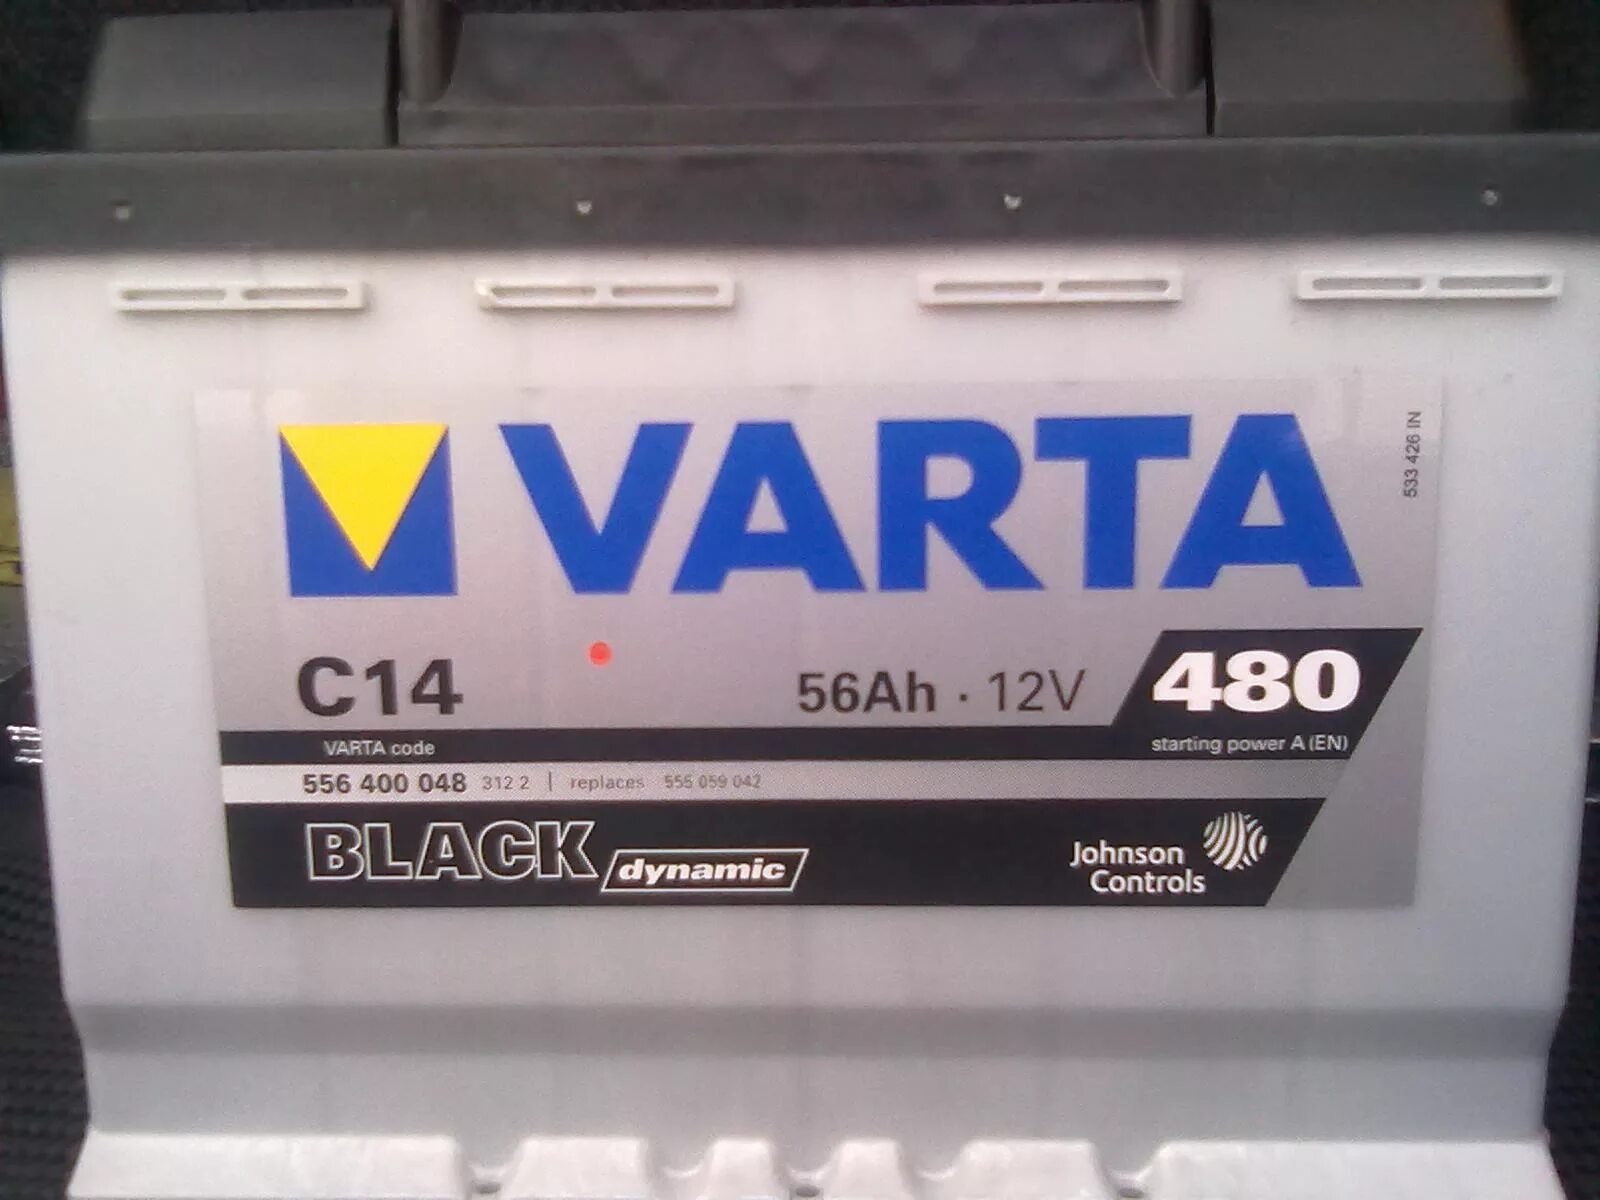 VARTA
533 426 IN
C14
56Ah · 12V
480
VARTA code
starting power A (EN)
556 400 048 312 2 | replaces 555 059 042
BLACK dynamic
Johnson
Controls